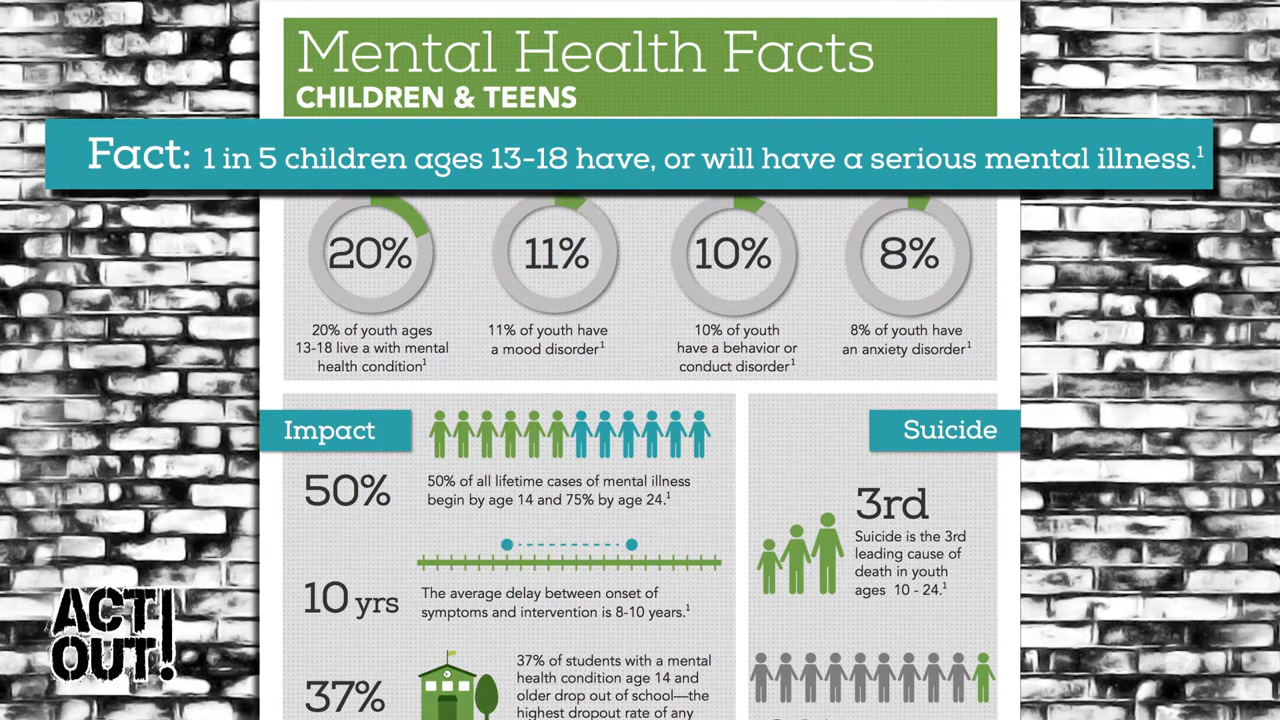 Mental Health Facts
CHILDREN & TEENS
Fact: 1 in 5 children ages 13-18 have, or will have a serious mental illness.¹
20%
11%
10%
8%
20% of youth ages
13-18 live a with mental
health condition¹
11% of youth have
a mood disorder¹
10% of youth
have a behavior or
conduct disorder¹
8% of youth have
an anxiety disorder¹
Impact
50%
50% of all lifetime cases of mental illness
begin by age 14 and 75% by age 24.¹
10 yrs
The average delay between onset of
symptoms and intervention is 8-10 years.¹
37%
37% of students with a mental
health condition age 14 and
older drop out of school—the
highest dropout rate of any
Suicide
3rd
Suicide is the 3rd
leading cause of
death in youth
ages 10 - 24.¹
ACT
OUT!